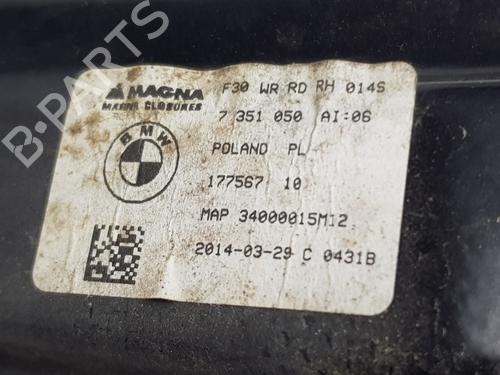 MAGNA
MAGNA CLOSURES
F30 WR RD RH 014S
7 351 050 AI:06
BMW
POLAND PL
177567 10
MAP 34000015M12
2014-03-29 C 0431B
B-PARTS